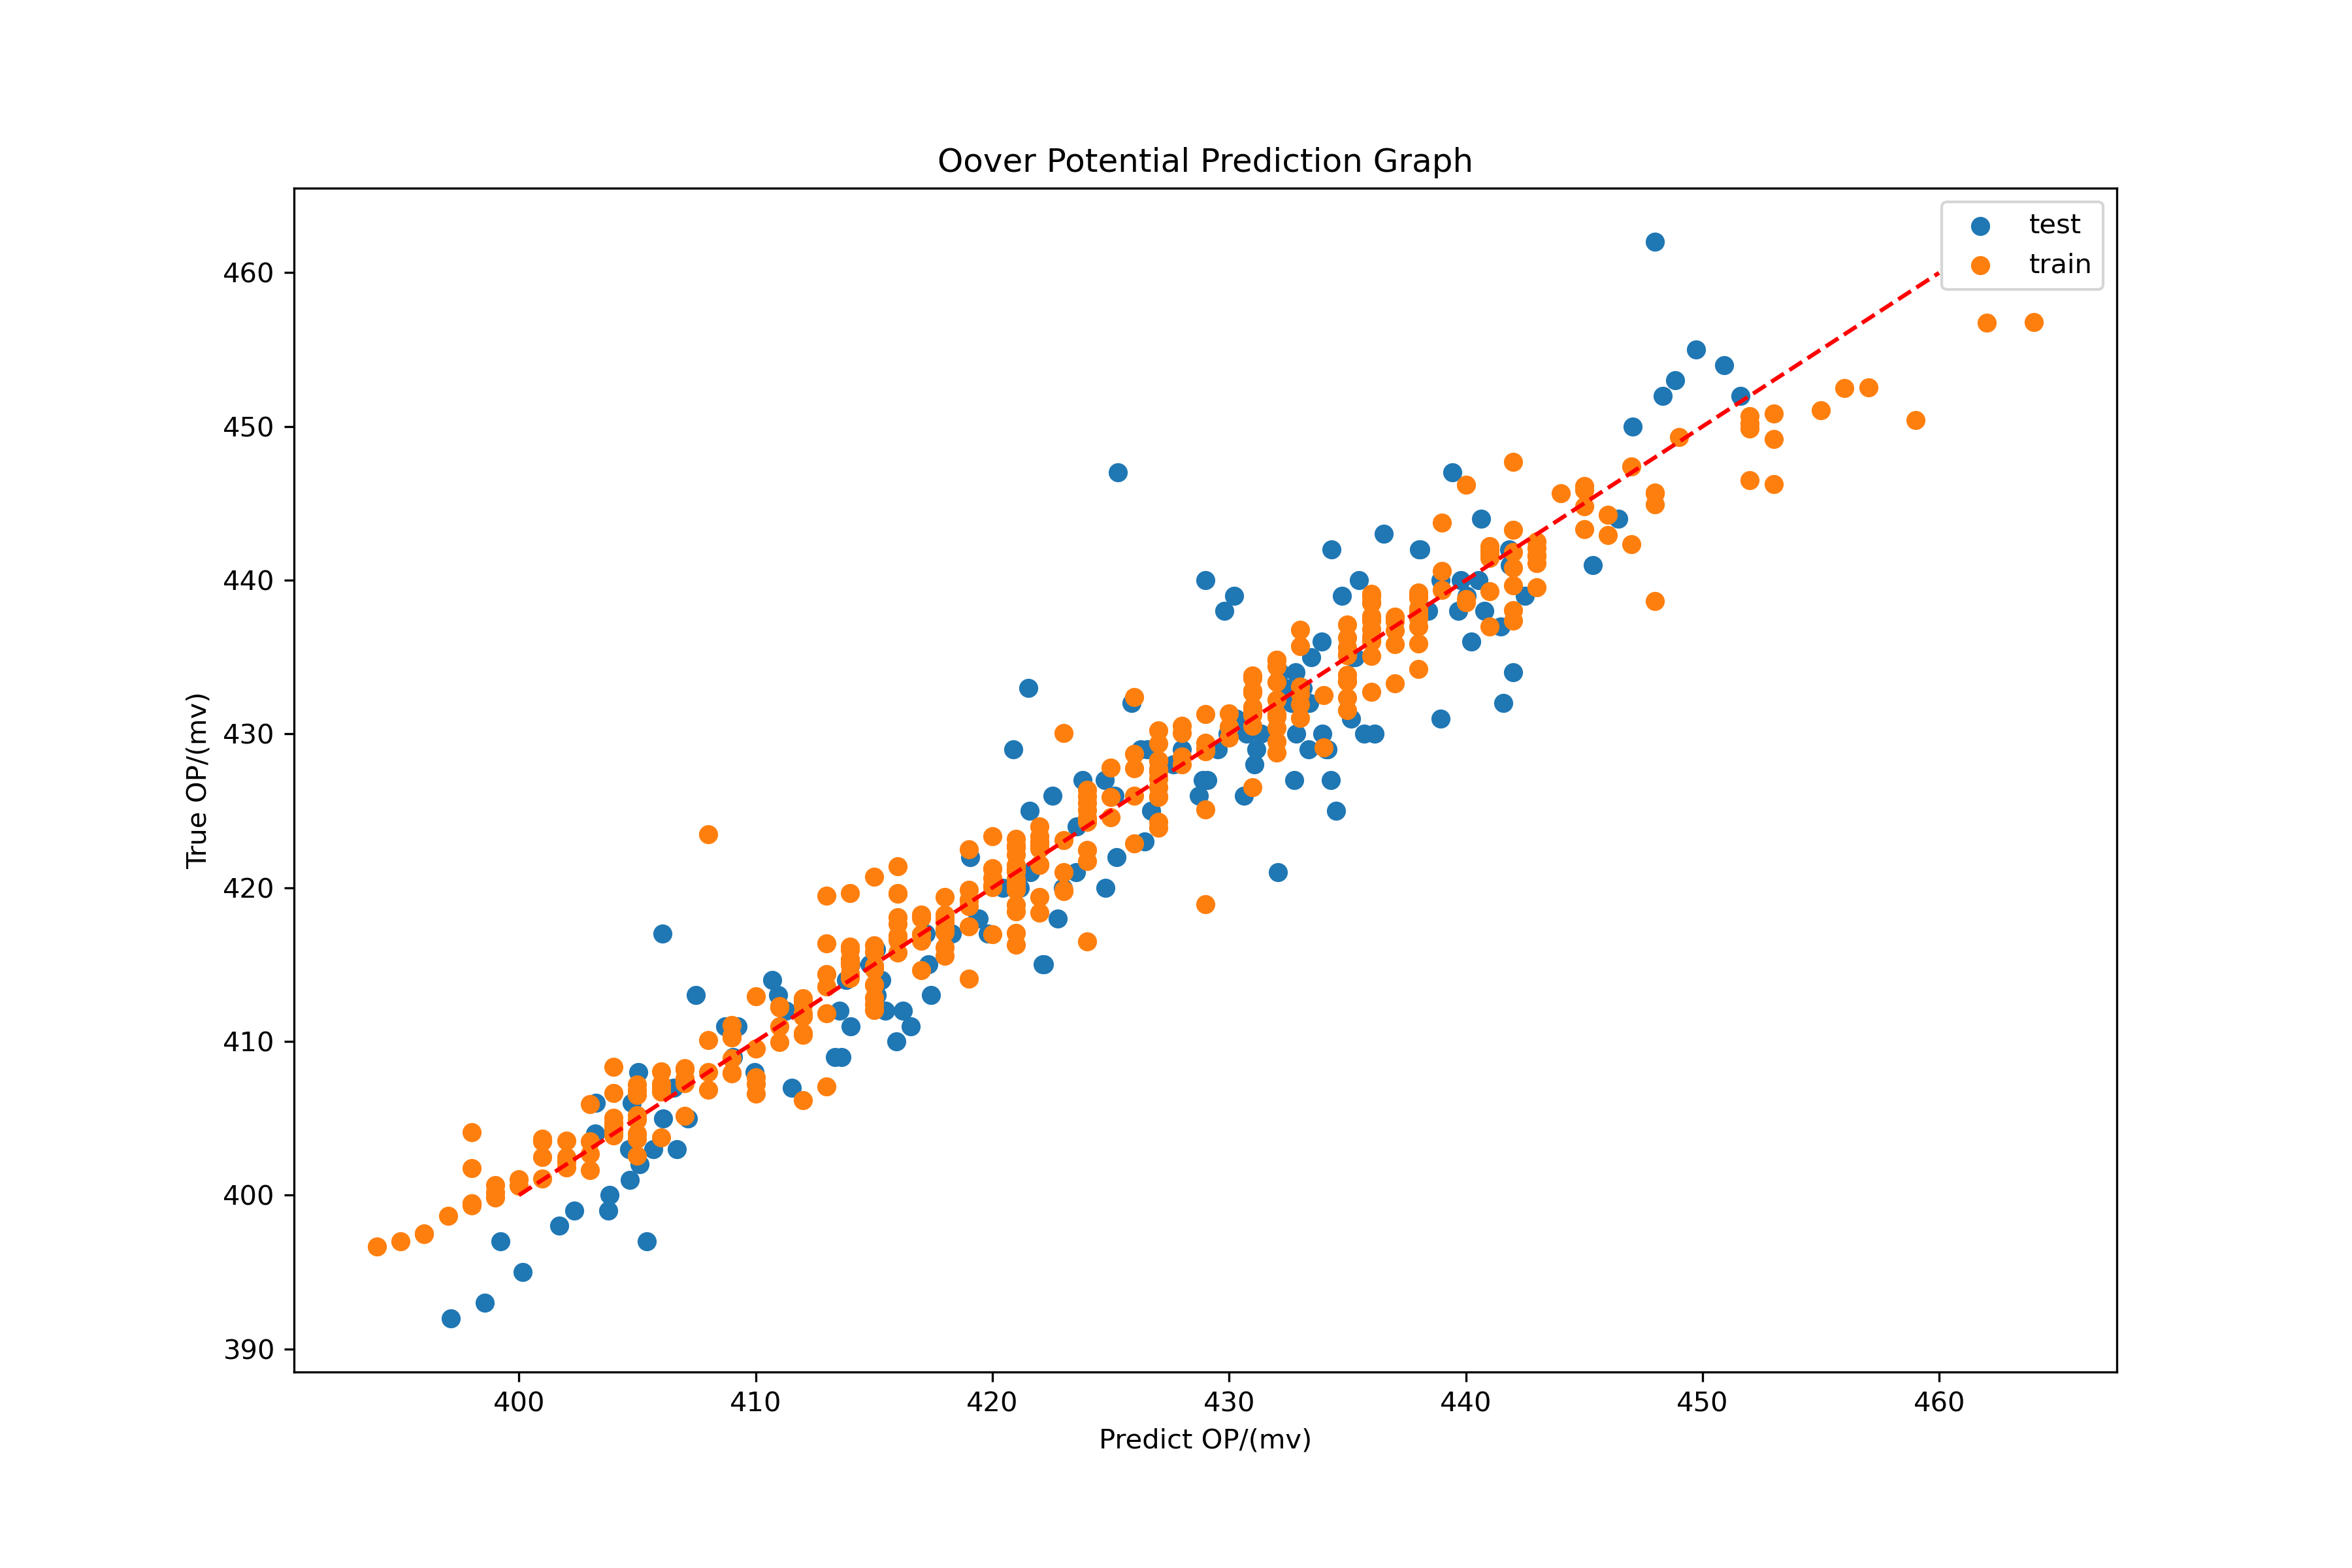 Oover Potential Prediction Graph
test
train
460
450
440
430
420
410
400
390
True OP/(mv)
400 410 420 430 440 450 460
Predict OP/(mv)